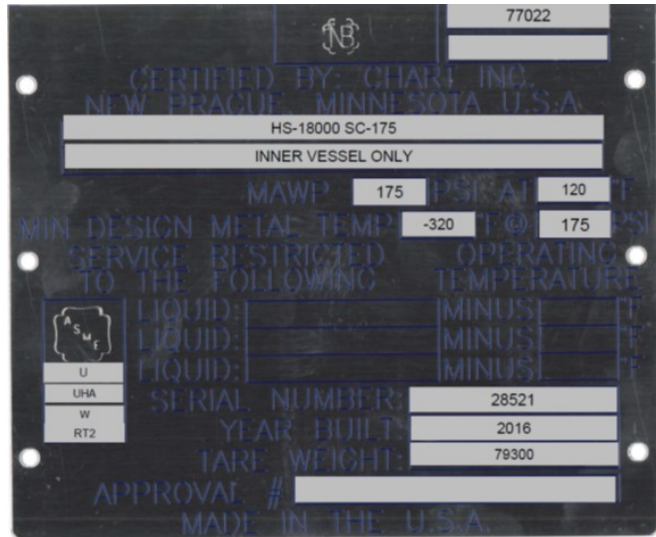 77022
NB
CERTIFIED BY: CHART INC.
NEW PRAGUE, MINNESOTA U.S.A
HS-18000 SC-175
INNER VESSEL ONLY
MAWP 175 PSI AT 120 °F
MIN DESIGN METAL TEMP -320 °F@ 175 PSI
SERVICE RESTRICTED OPERATING
TO THE FOLLOWING TEMPERATURE
LIQUID: MINUS °F
LIQUID: MINUS °F
LIQUID: MINUS °F
ASME
U
UHA
W
RT2
SERIAL NUMBER: 28521
YEAR BUILT: 2016
TARE WEIGHT: 79300
APPROVAL #
MADE IN THE U.S.A.